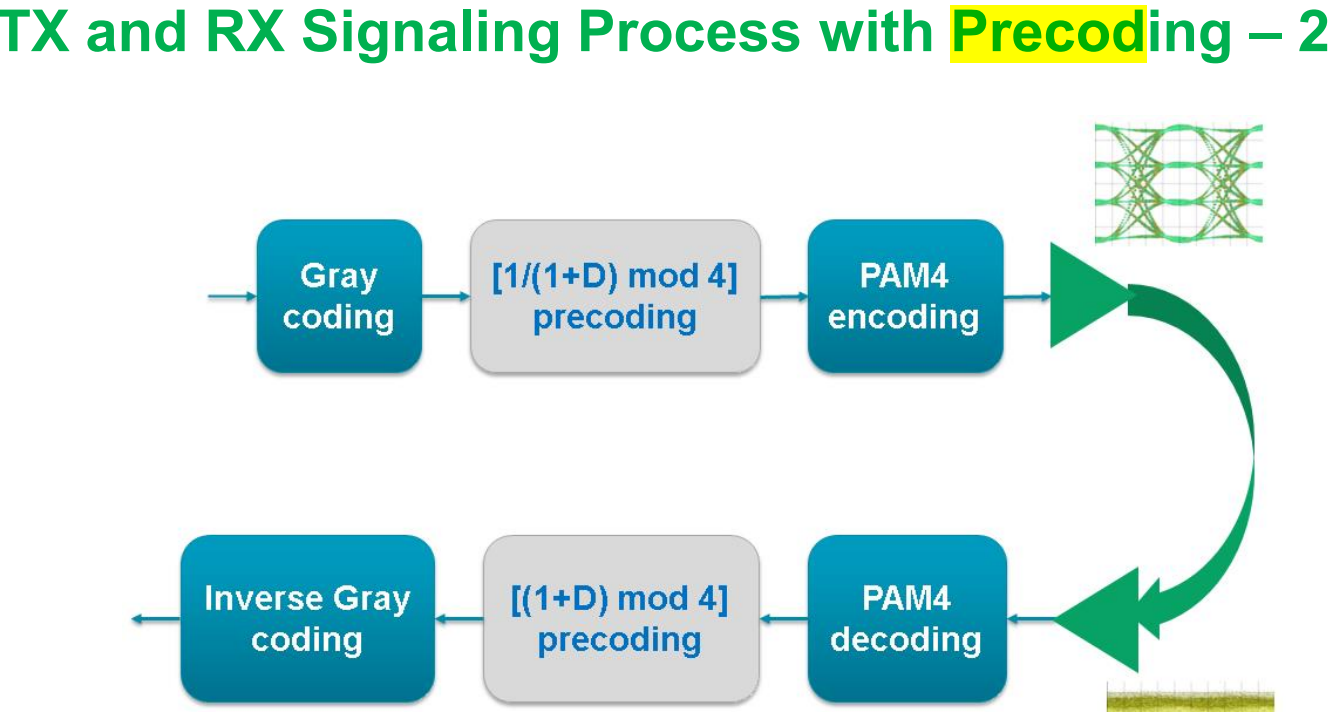 TX and RX Signaling Process with Precoding – 2
Gray
coding
[1/(1+D) mod 4]
precoding
PAM4
encoding
Inverse Gray
coding
[(1+D) mod 4]
precoding
PAM4
decoding